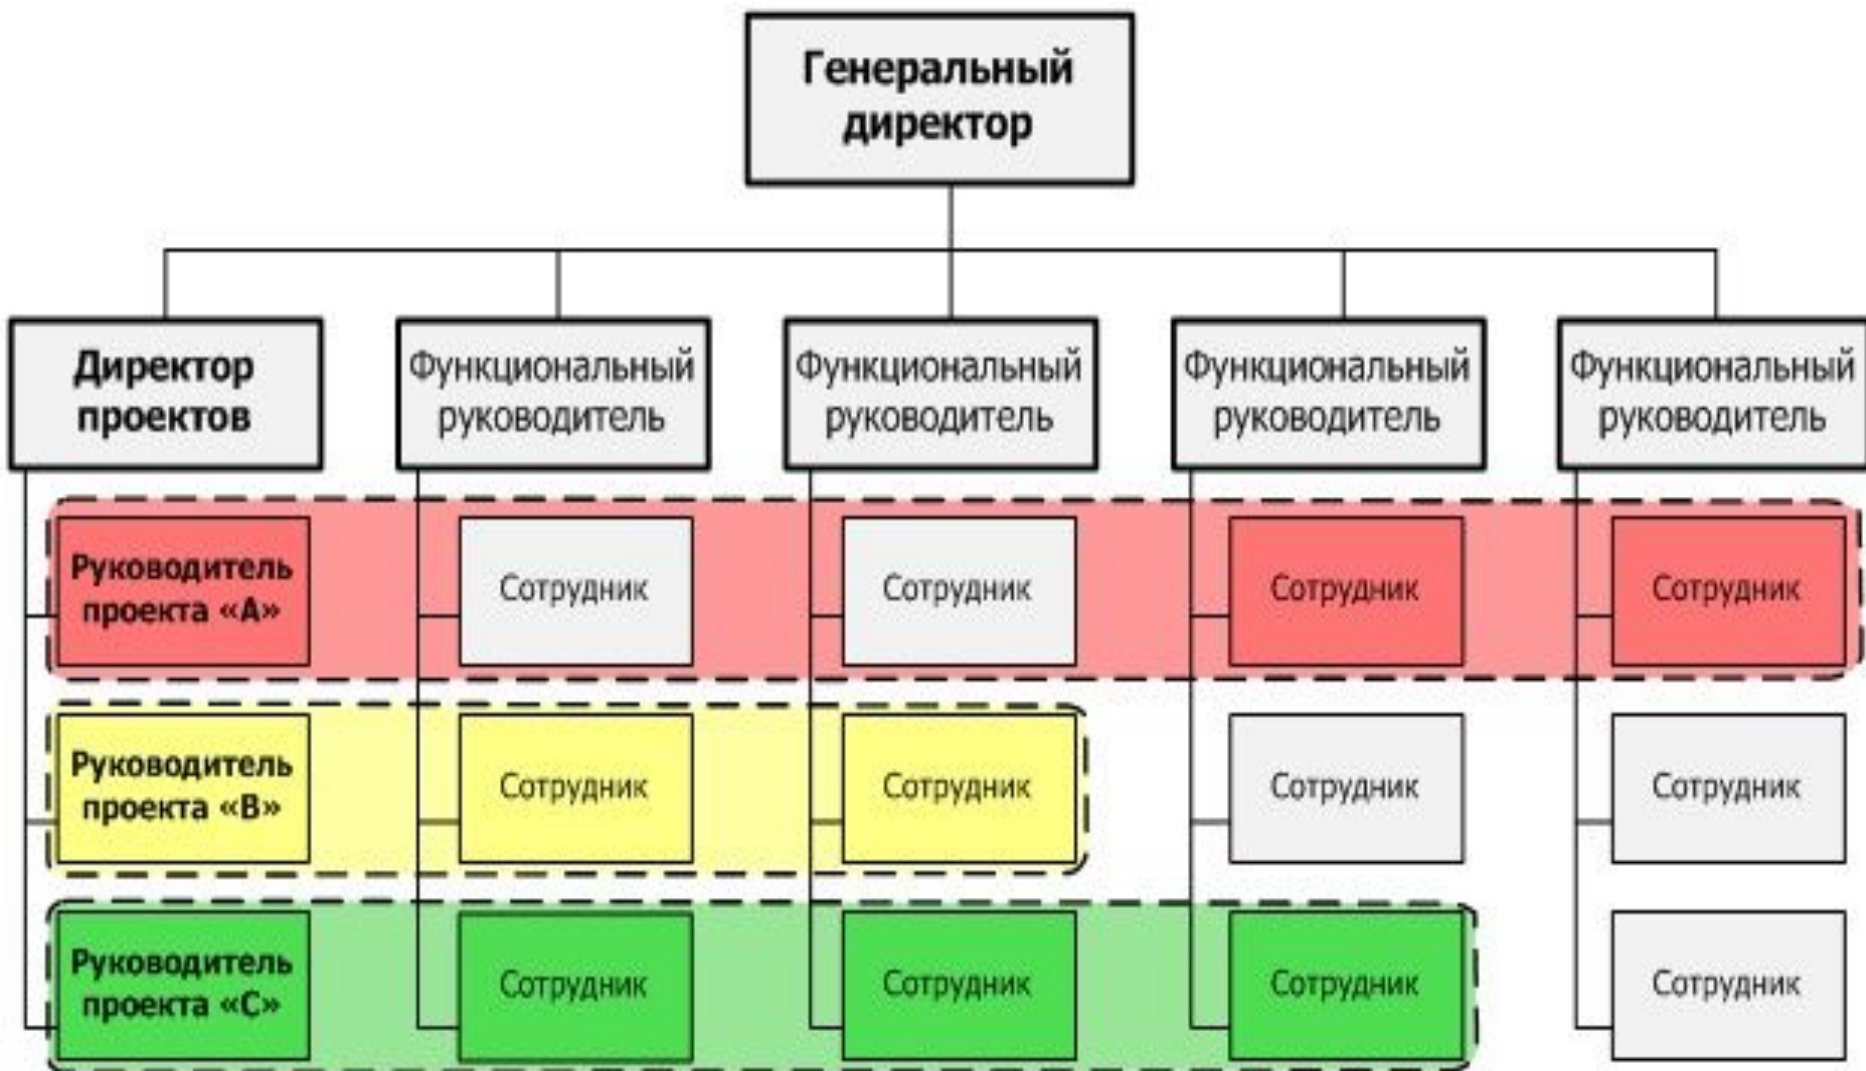 Генеральный
директор
Директор
проектов
Функциональный
руководитель
Функциональный
руководитель
Функциональный
руководитель
Функциональный
руководитель
Руководитель
проекта «А»
Сотрудник
Сотрудник
Сотрудник
Сотрудник
Руководитель
проекта «В»
Сотрудник
Сотрудник
Сотрудник
Сотрудник
Руководитель
проекта «С»
Сотрудник
Сотрудник
Сотрудник
Сотрудник